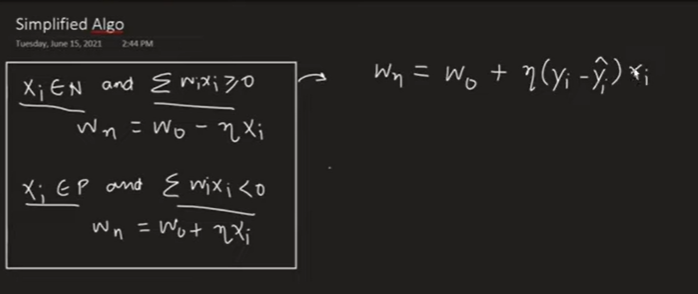 Simplified Algo
Tuesday, June 15, 2021 2:44 PM
xᵢ ∈ N and Σ wᵢxᵢ ≥ 0
wₙ = w₀ − ηxᵢ
xᵢ ∈ P and Σ wᵢxᵢ < 0
wₙ = w₀ + ηxᵢ
wₙ = w₀ + η(yᵢ − ŷᵢ)xᵢ